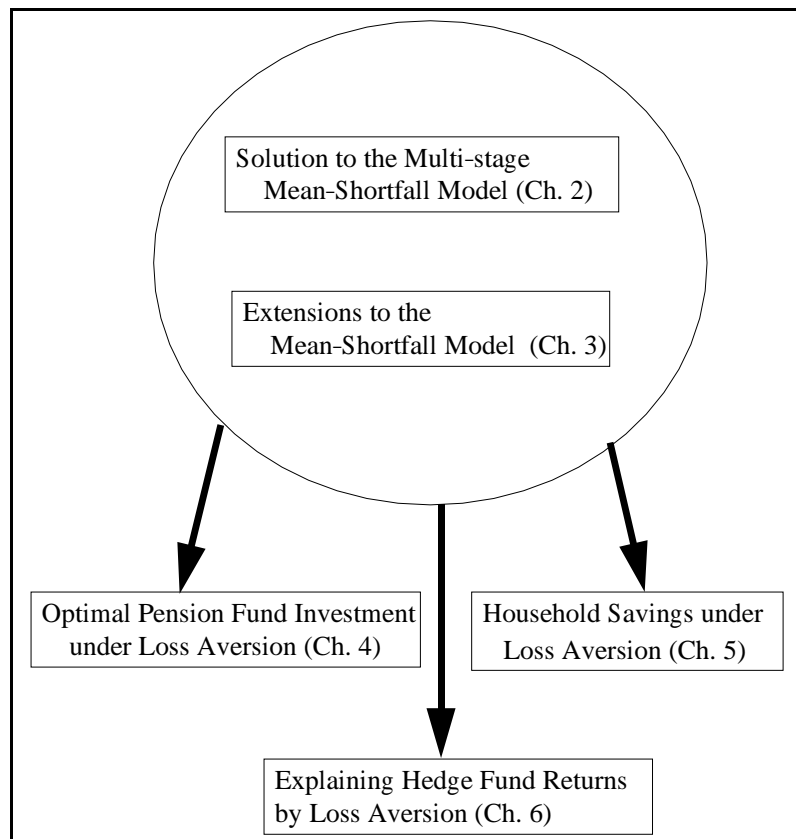 Solution to the Multi-stage
Mean-Shortfall Model (Ch. 2)
Extensions to the
Mean-Shortfall Model (Ch. 3)
Optimal Pension Fund Investment
under Loss Aversion (Ch. 4)
Household Savings under
Loss Aversion (Ch. 5)
Explaining Hedge Fund Returns
by Loss Aversion (Ch. 6)